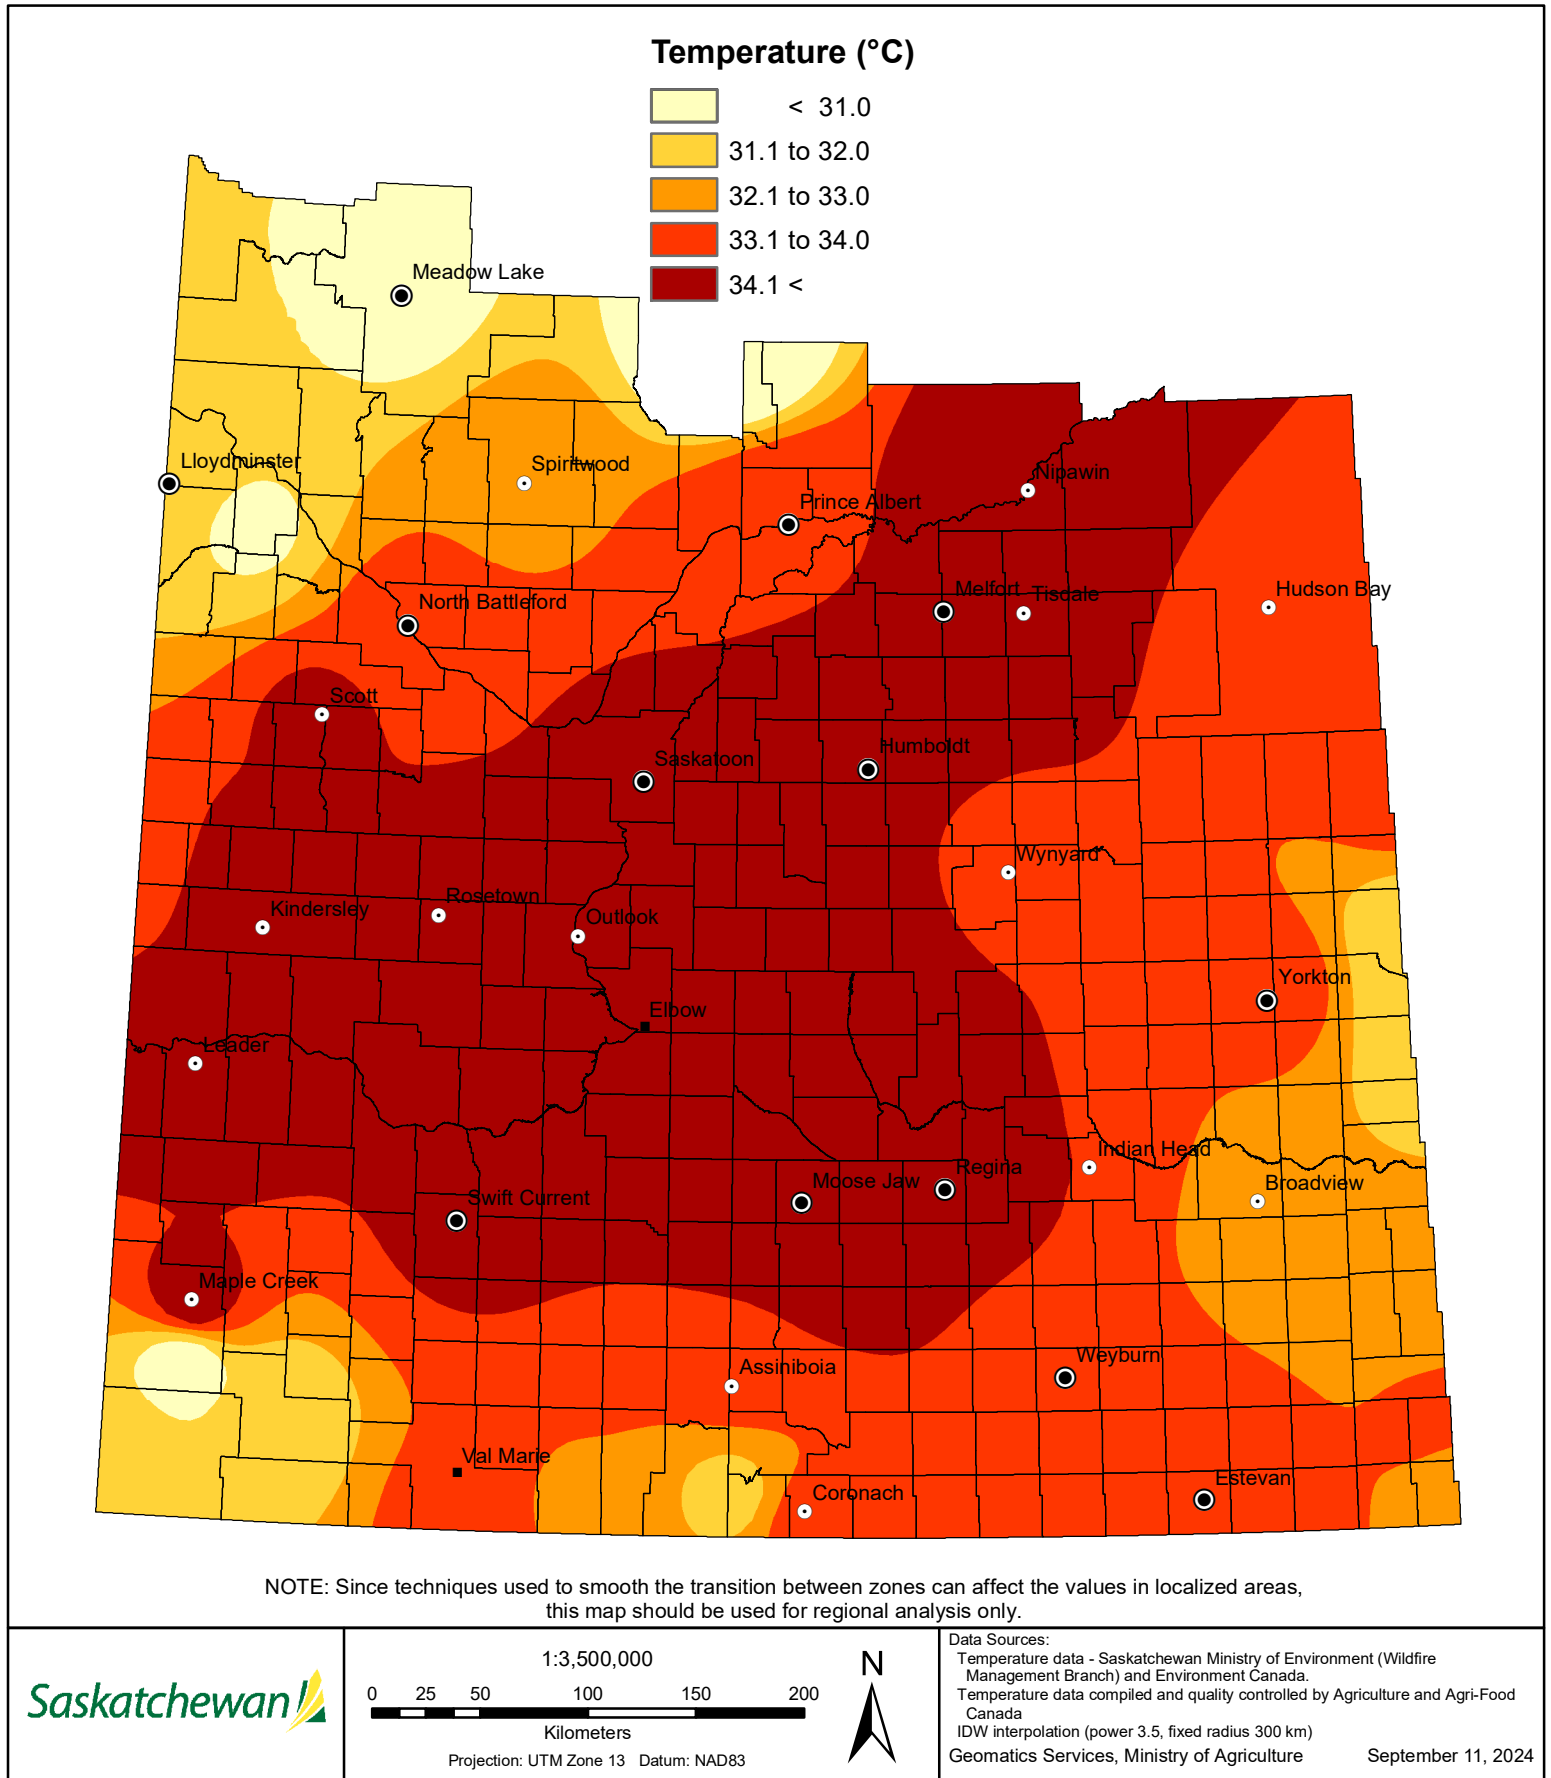 Temperature (°C)
< 31.0
31.1 to 32.0
32.1 to 33.0
33.1 to 34.0
34.1 <
Meadow Lake
Lloydminster
Spiritwood
Nipawin
Prince Albert
Melfort
Tisdale
Hudson Bay
North Battleford
Scott
Saskatoon
Humboldt
Wynyard
Rosetown
Kindersley
Outlook
Yorkton
Elbow
Leader
Indian Head
Regina
Moose Jaw
Broadview
Swift Current
Maple Creek
Weyburn
Assiniboia
Val Marie
Estevan
Coronach
NOTE: Since techniques used to smooth the transition between zones can affect the values in localized areas,
this map should be used for regional analysis only.
Saskatchewan
1:3,500,000
0 25 50 100 150 200
Kilometers
Projection: UTM Zone 13 Datum: NAD83
N
Data Sources:
Temperature data - Saskatchewan Ministry of Environment (Wildfire
Management Branch) and Environment Canada.
Temperature data compiled and quality controlled by Agriculture and Agri-Food
Canada
IDW interpolation (power 3.5, fixed radius 300 km)
Geomatics Services, Ministry of Agriculture September 11, 2024